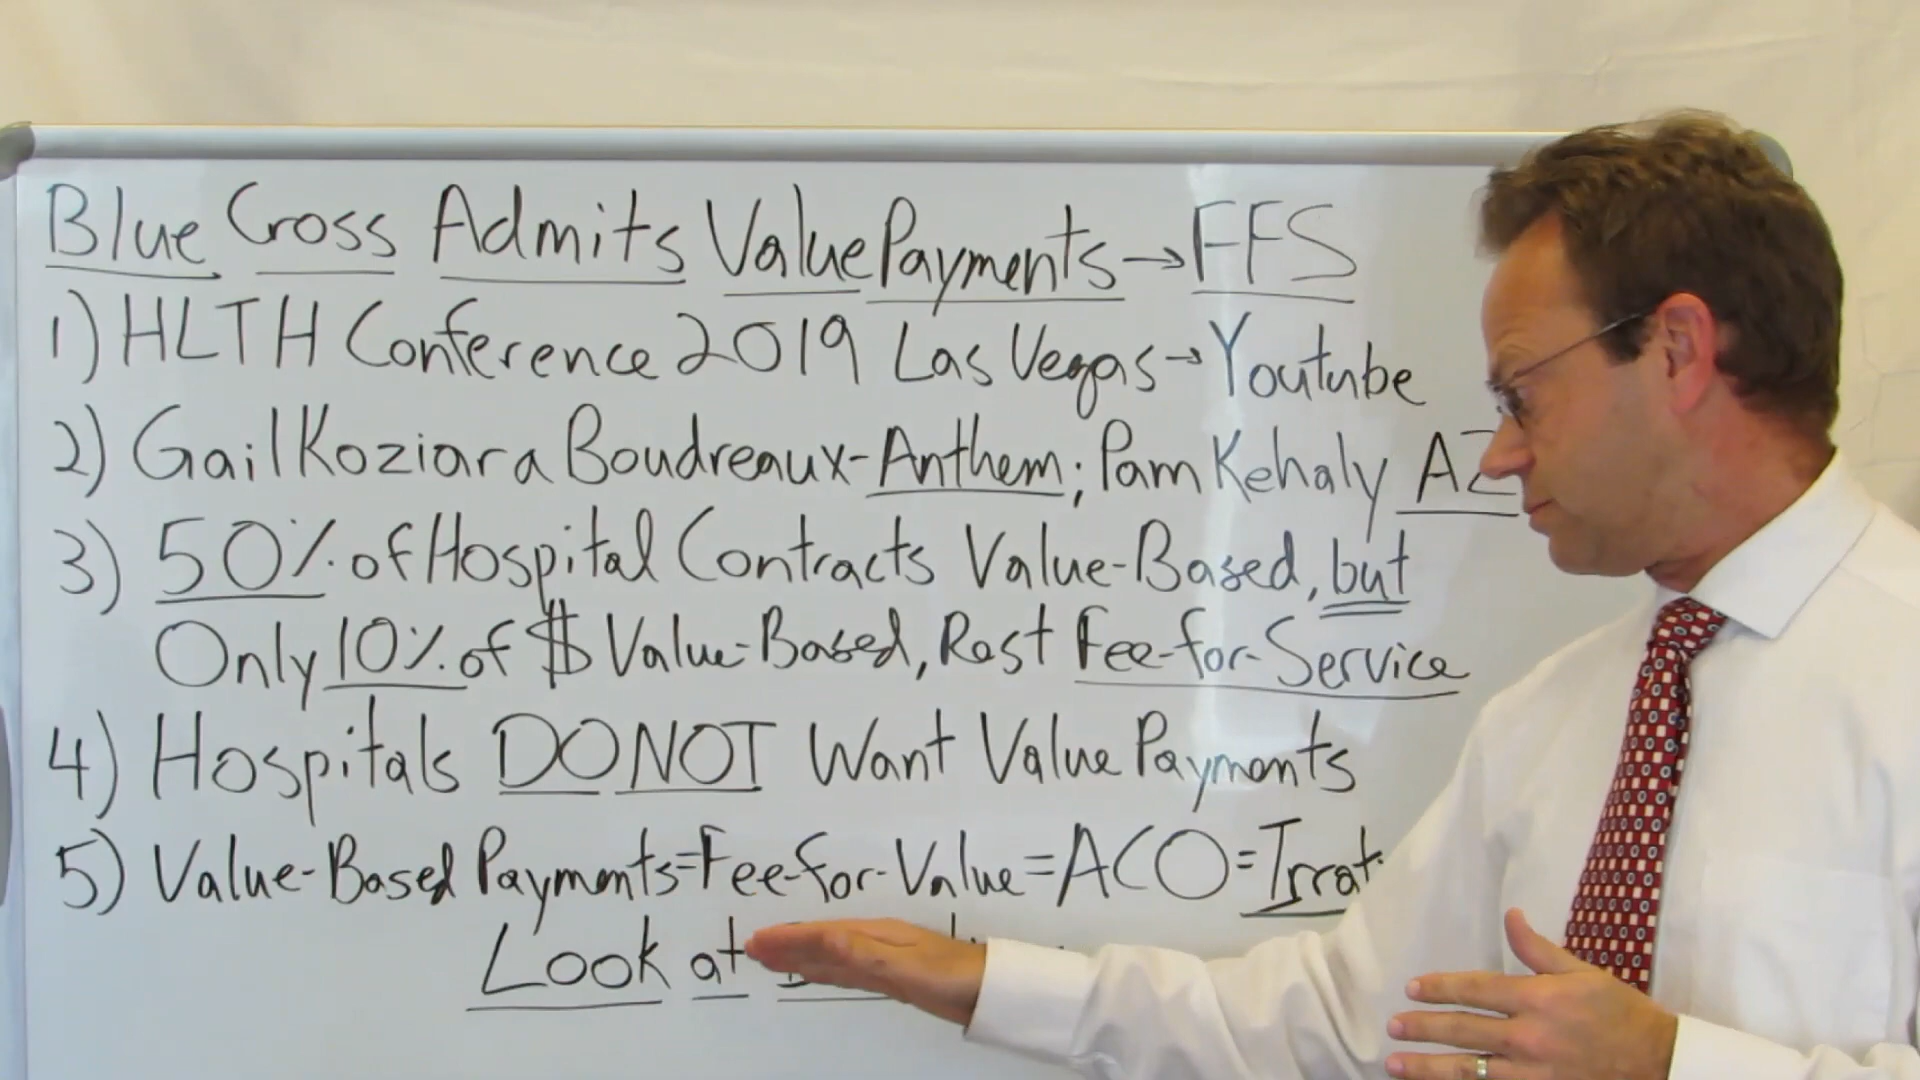 Blue Cross Admits Value Payments→FFS
1) HLTH Conference 2019 Las Vegas→Youtube
2) Gail Koziara Boudreaux-Anthem; Pam Kehaly AZ
3) 50% of Hospital Contracts Value-Based, but
Only 10% of $ Value-Based, Rest Fee-for-Service
4) Hospitals DO NOT Want Value Payments
5) Value-Based Payments=Fee-for-Value=ACO=
Look at